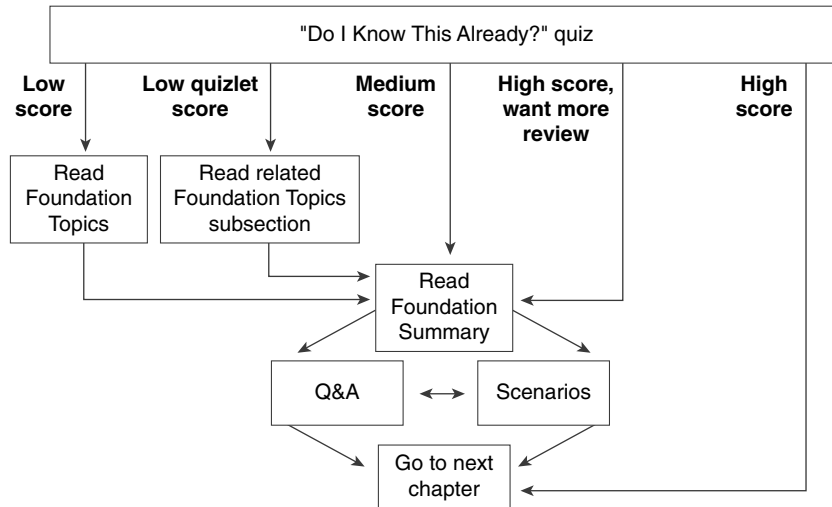 "Do I Know This Already?" quiz
Low
score
Low quizlet
score
Medium
score
High score,
want more
review
High
score
Read
Foundation
Topics
Read related
Foundation Topics
subsection
Read
Foundation
Summary
Q&A
Scenarios
Go to next
chapter